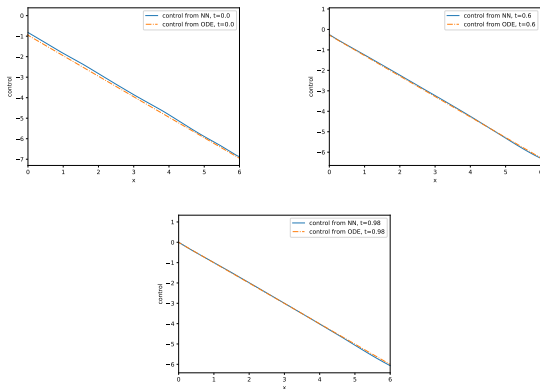 control from NN, t=0.0
control from ODE, t=0.0
0
−1
−2
−3
−4
−5
−6
−7
control
0 1 2 3 4 5 6
x
control from NN, t=0.6
control from ODE, t=0.6
1
0
−1
−2
−3
−4
−5
−6
control
0 1 2 3 4 5 6
x
control from NN, t=0.98
control from ODE, t=0.98
1
0
−1
−2
−3
−4
−5
−6
control
0 1 2 3 4 5 6
x